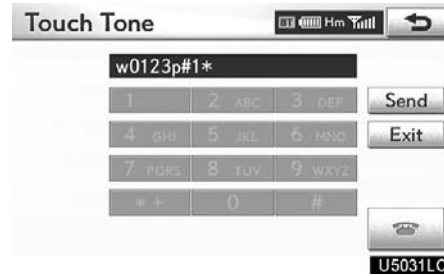 Touch Tone
Hm
w0123p#1*
1
2 ABC
3 DEF
Send
4 GHI
5 JKL
6 MNO
Exit
7 PQRS
8 TUV
9 WXYZ
* +
0
#
U5031LC